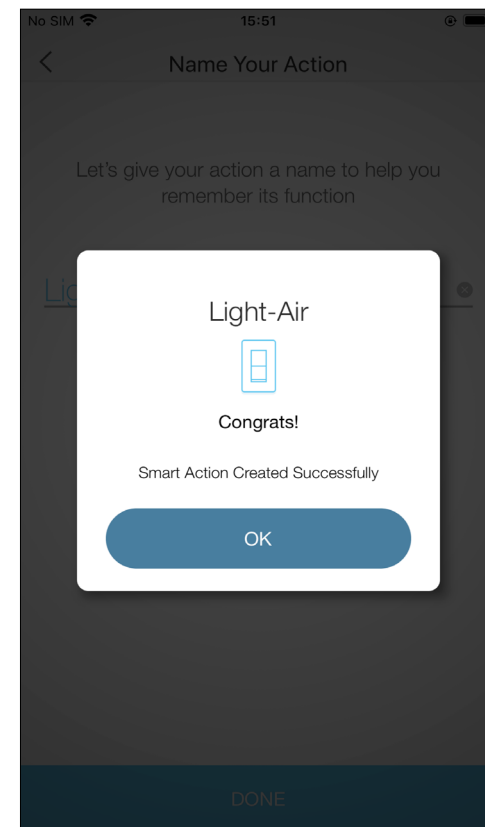 No SIM 15:51
Name Your Action
Let's give your action a name to help you
remember its function
Lig
Light-Air
Congrats!
Smart Action Created Successfully
OK
DONE